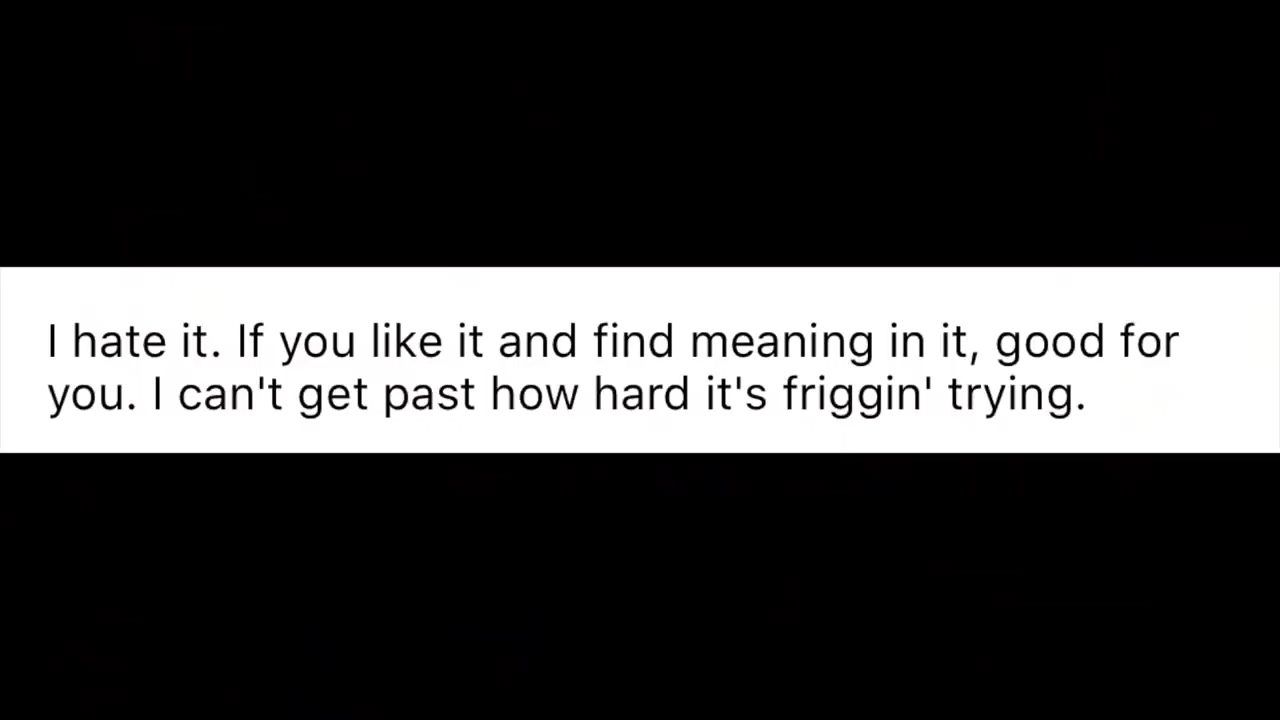 I hate it. If you like it and find meaning in it, good for
you. I can't get past how hard it's friggin' trying.